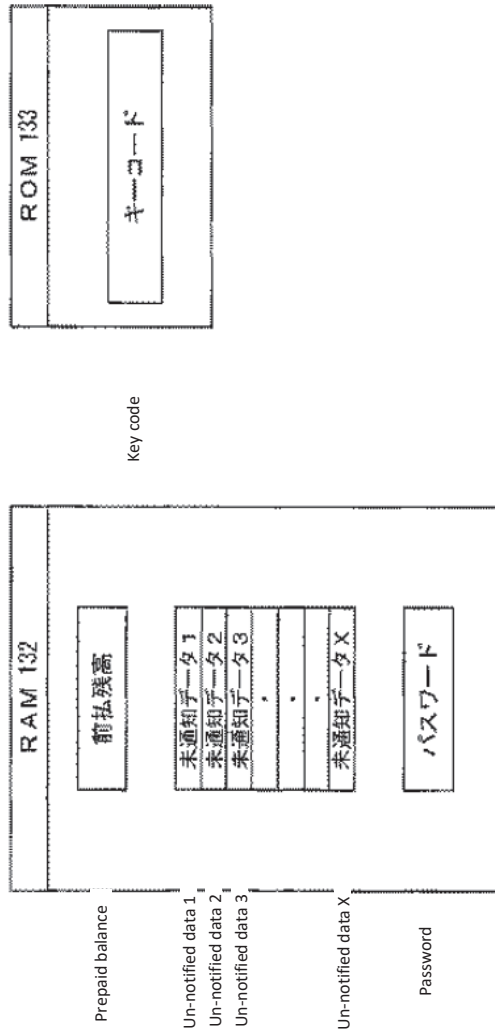 RAM 132
Prepaid balance
前払残高
Un-notified data 1
未通知データ1
Un-notified data 2
未通知データ2
Un-notified data 3
未通知データ3
・
・
・
Un-notified data X
未通知データX
Password
パスワード
ROM 133
Key code
キーコード